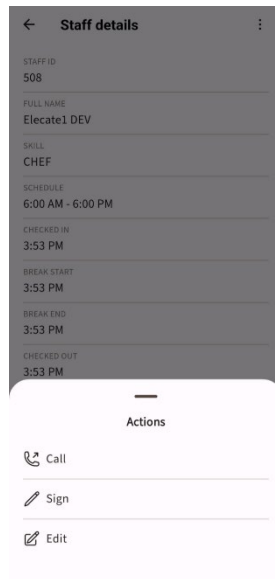 Staff details
STAFF ID
508
FULL NAME
Elecate1 DEV
SKILL
CHEF
SCHEDULE
6:00 AM - 6:00 PM
CHECKED IN
3:53 PM
BREAK START
3:53 PM
BREAK END
3:53 PM
CHECKED OUT
3:53 PM
Actions
Call
Sign
Edit